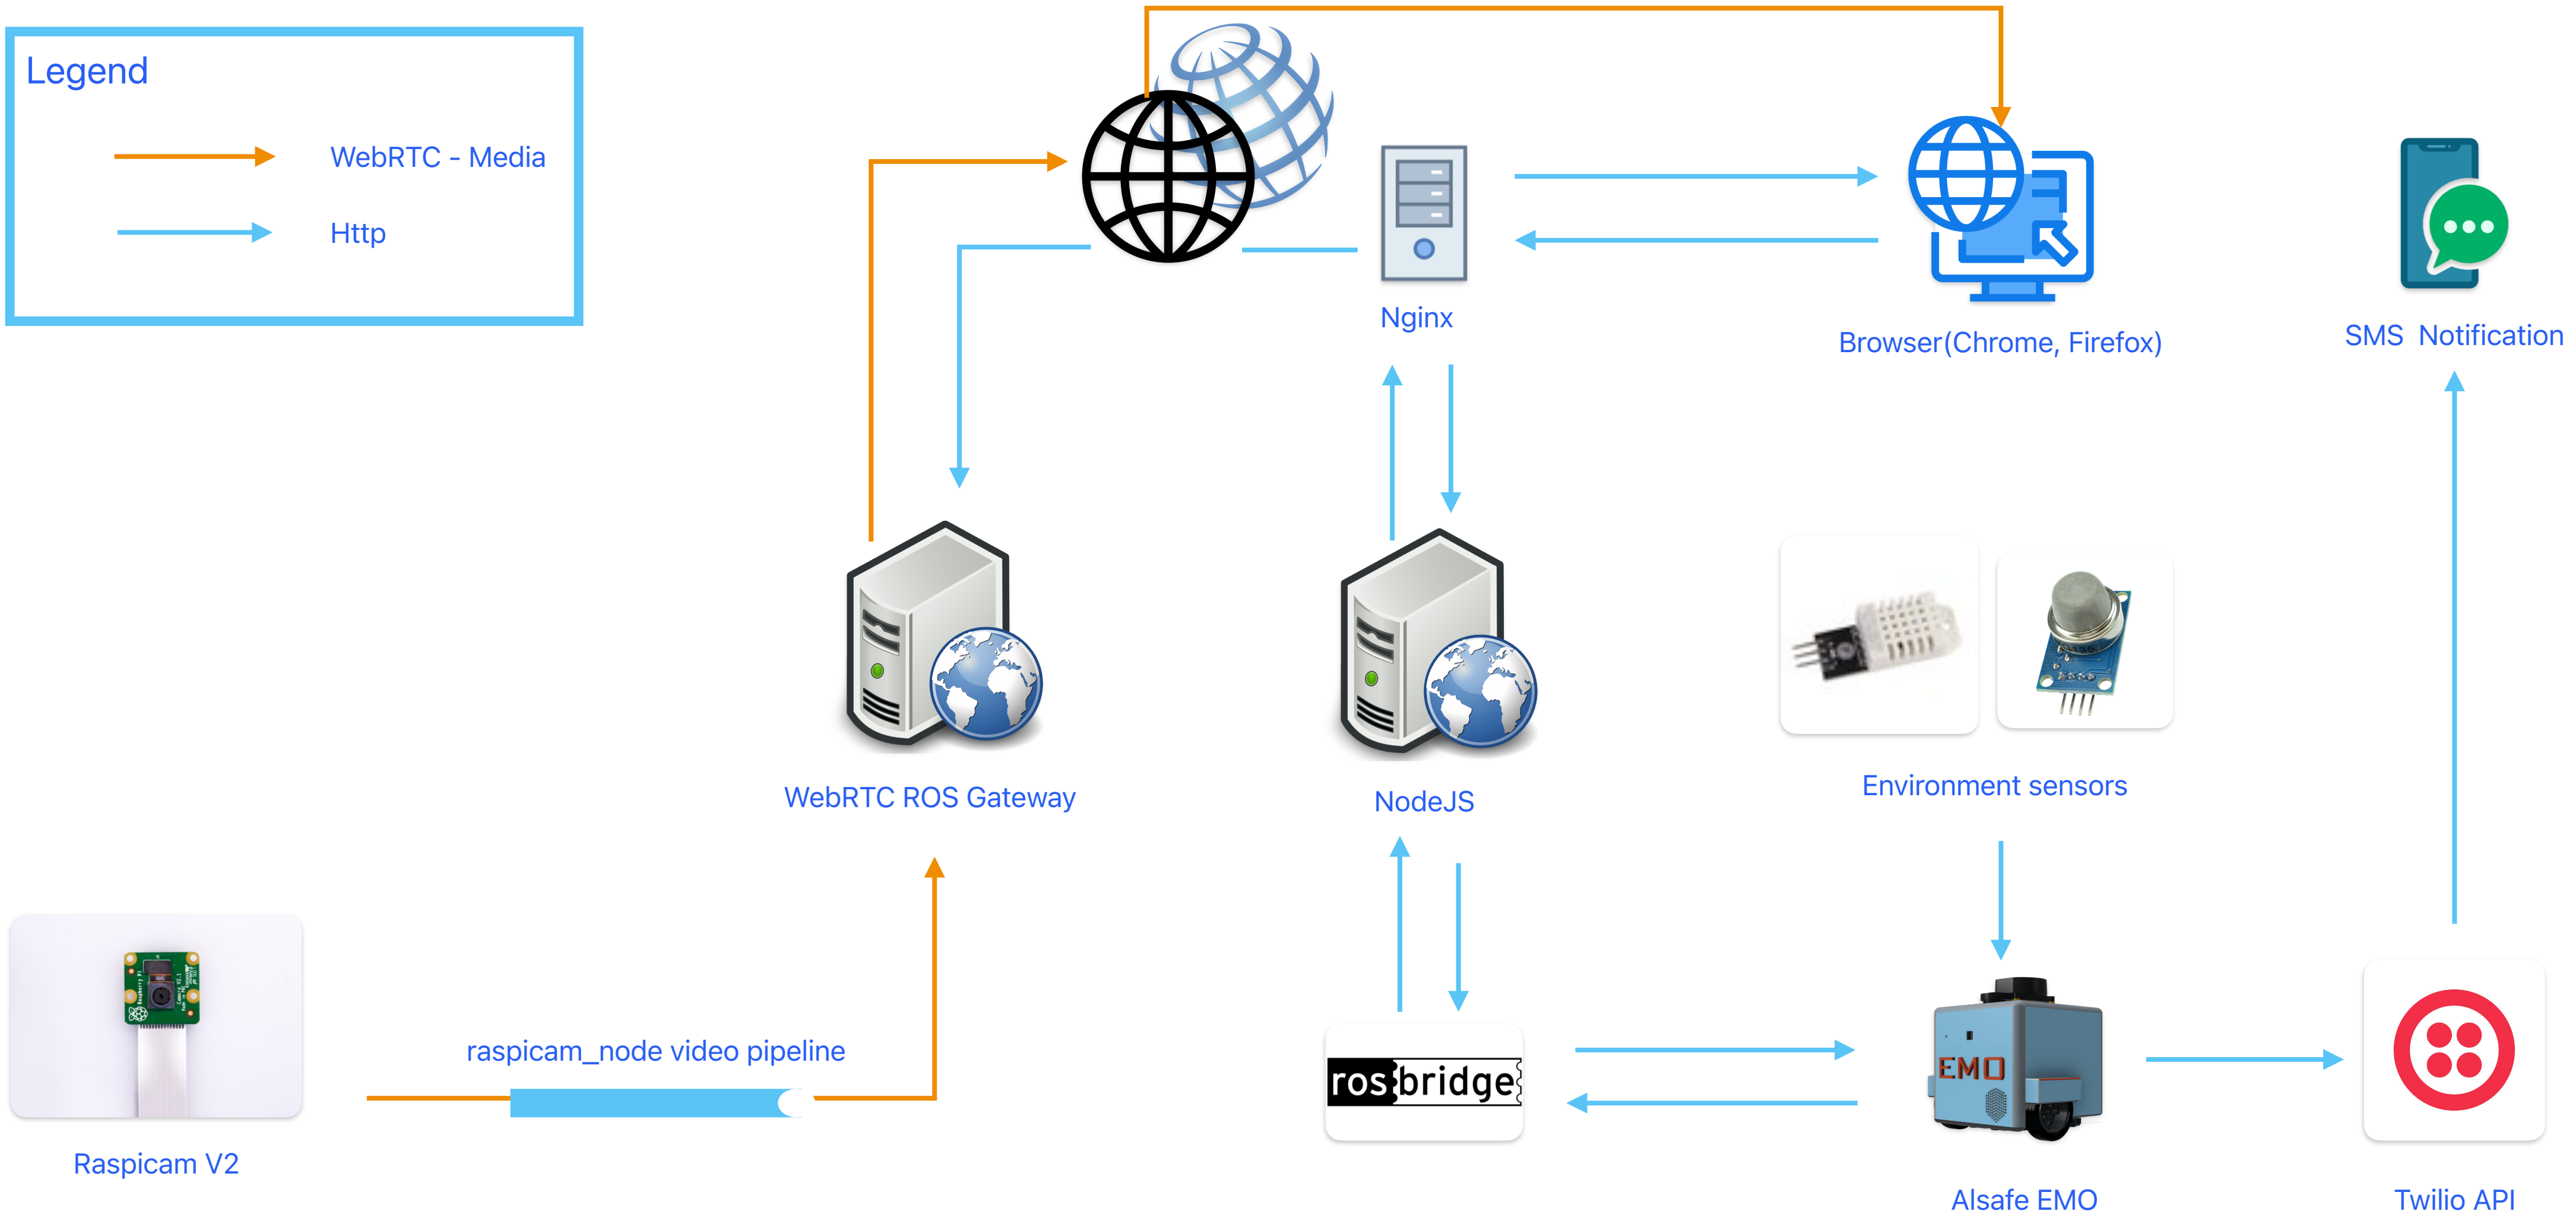 Legend
WebRTC - Media
Http
Nginx
Browser(Chrome, Firefox)
SMS Notification
WebRTC ROS Gateway
NodeJS
Environment sensors
raspicam_node video pipeline
Raspicam V2
rosbridge
EMO
Alsafe EMO
Twilio API